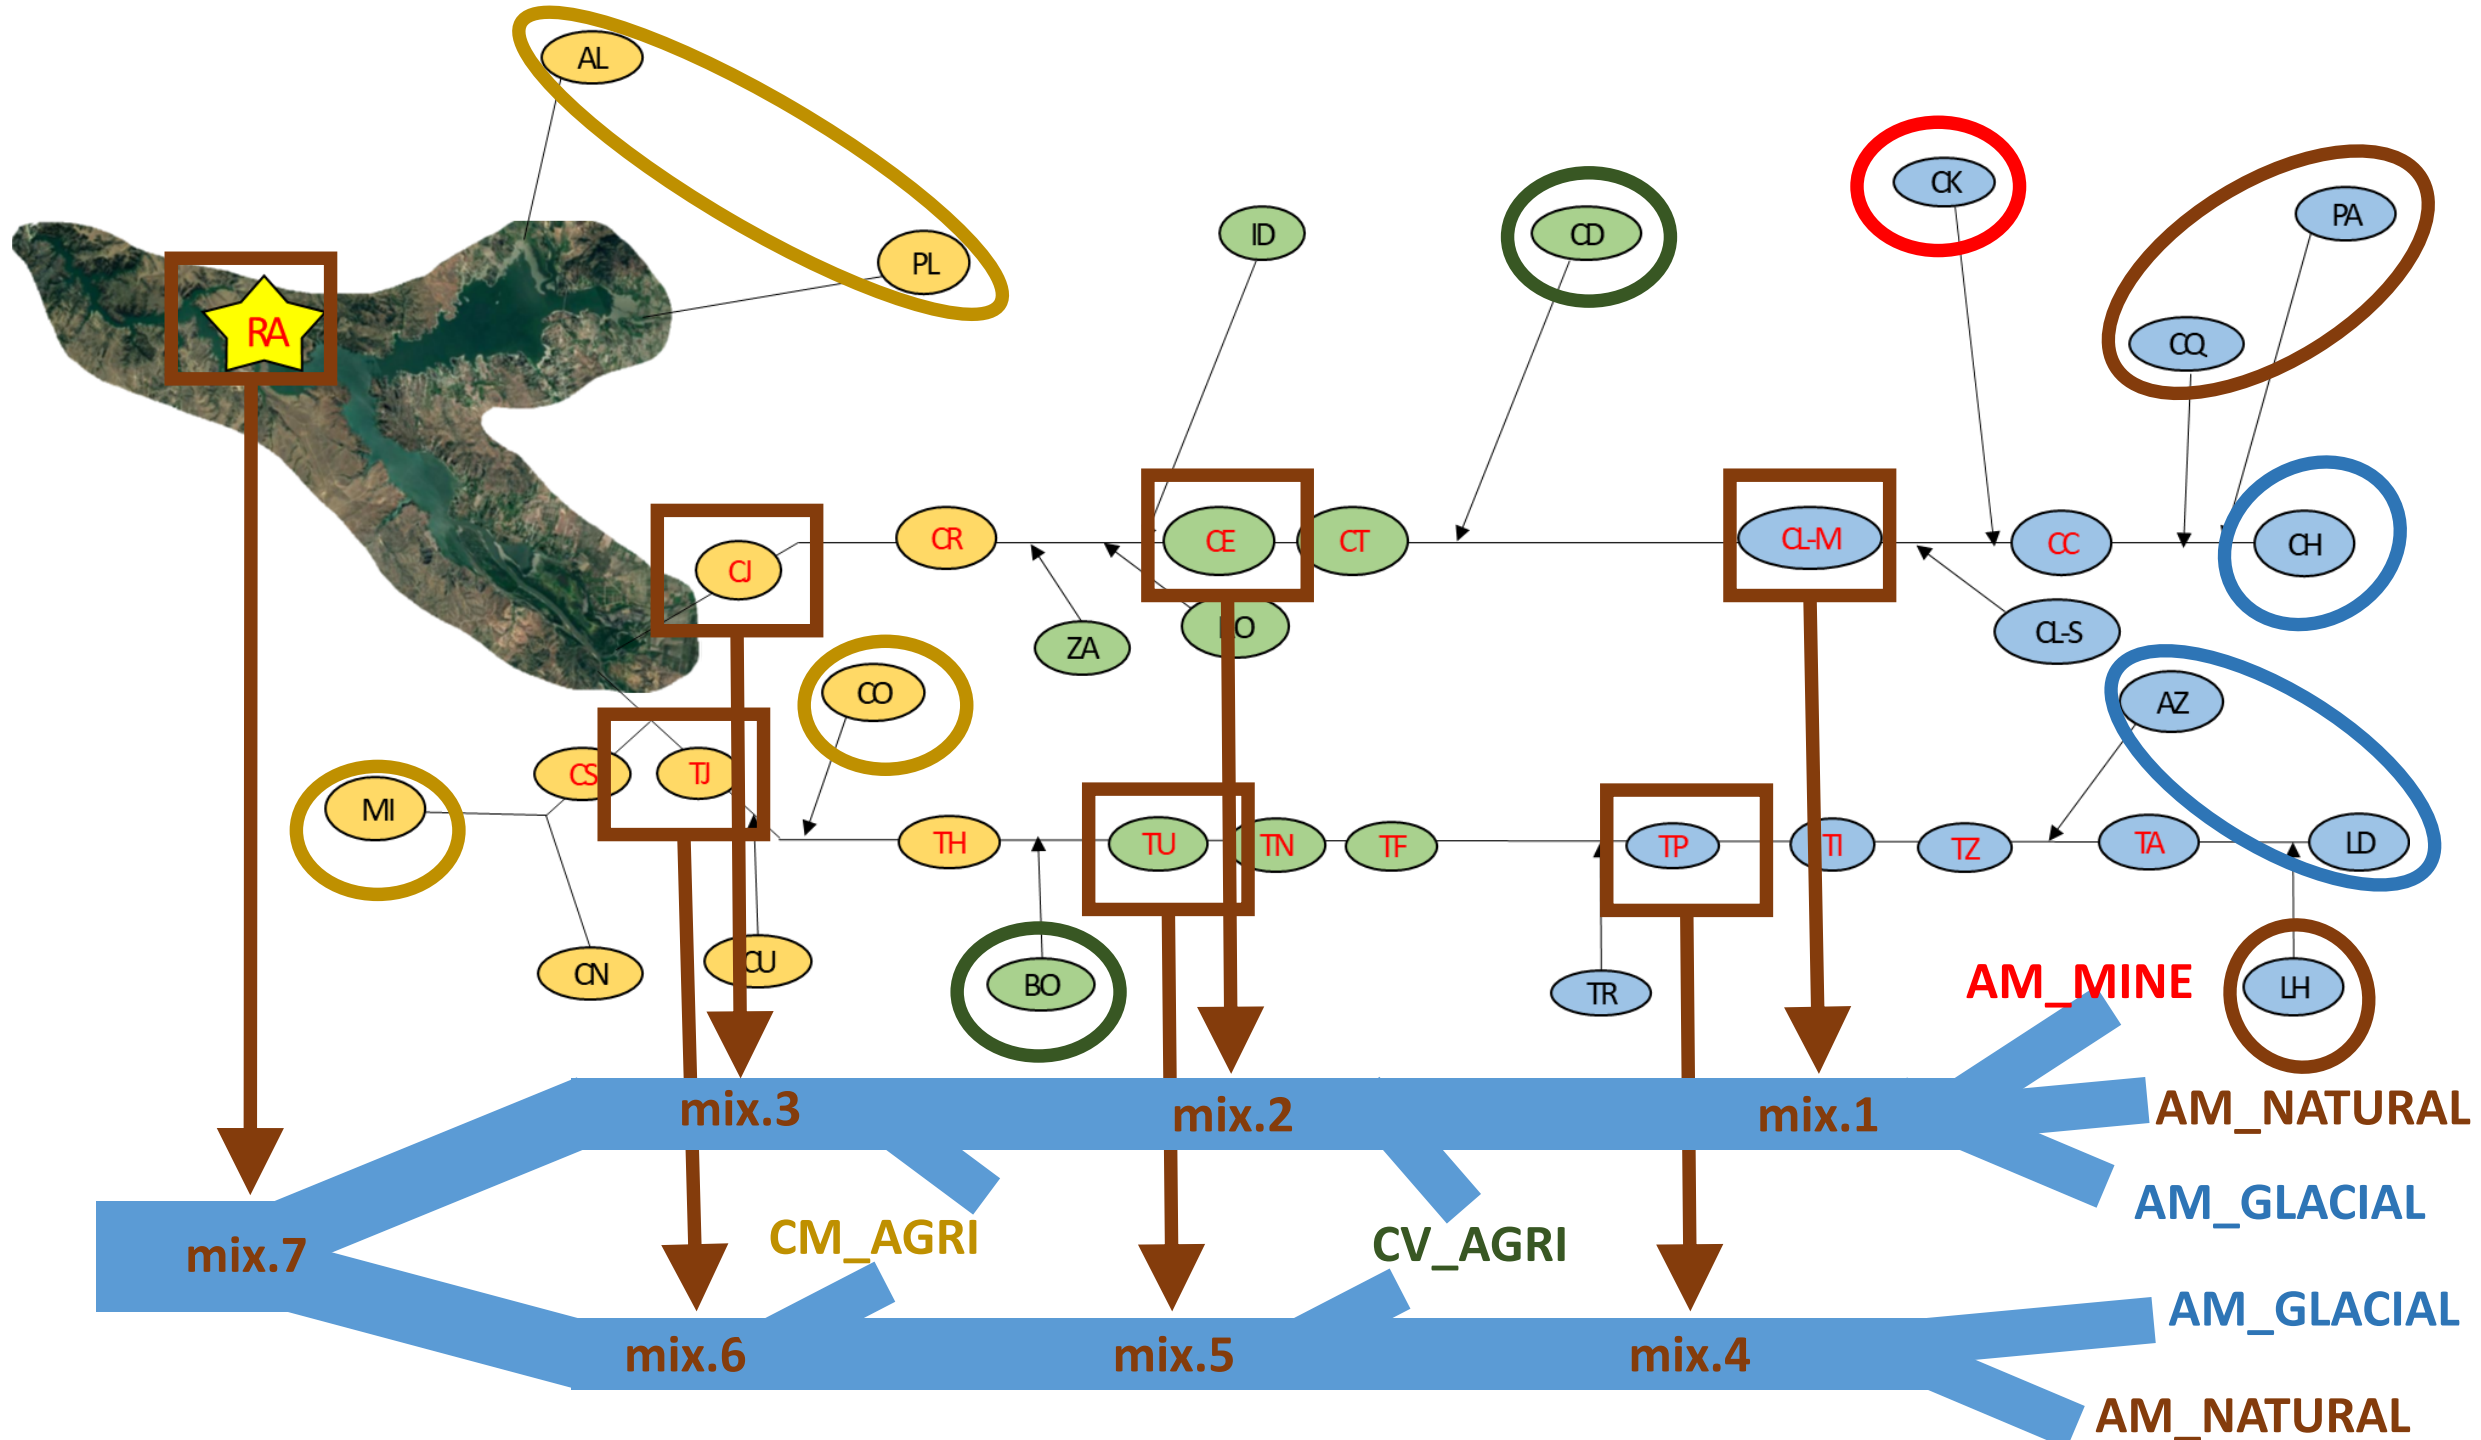 AL
CK
PA
ID
CD
PL
RA
CQ
CR
CE
CT
CL-M
CC
CH
CJ
ZA
CL-S
CO
AZ
CS
TJ
MI
TH
TU
TN
TF
TP
TI
TZ
TA
LD
CN
CU
BO
TR
LH
AM_MINE
mix.3
mix.2
mix.1
AM_NATURAL
AM_GLACIAL
CM_AGRI
CV_AGRI
mix.7
AM_GLACIAL
mix.6
mix.5
mix.4
AM_NATURAL